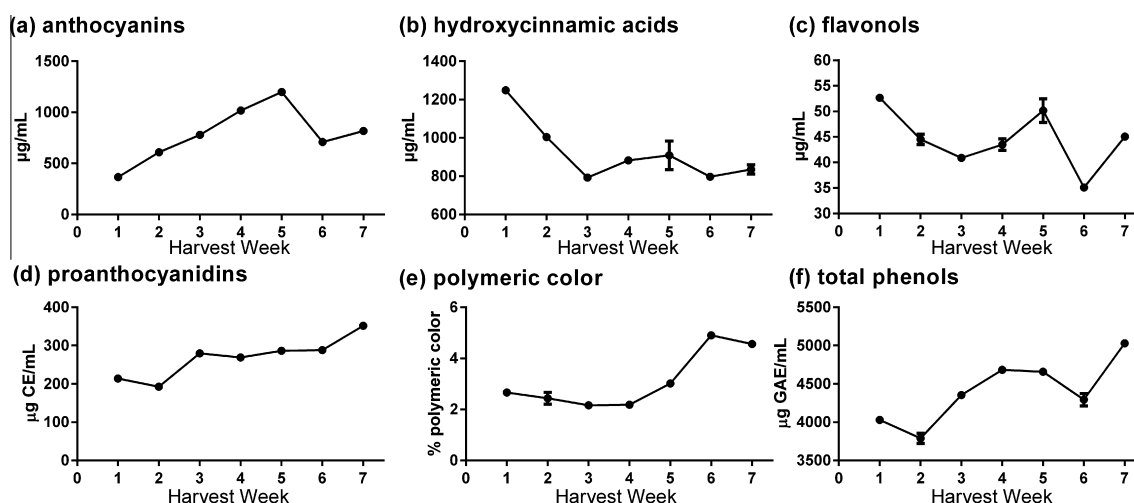 (a) anthocyanins
µg/mL
1500
1000
500
0
0 1 2 3 4 5 6 7
Harvest Week
(b) hydroxycinnamic acids
µg/mL
1400
1200
1000
800
600
0 1 2 3 4 5 6 7
Harvest Week
(c) flavonols
µg/mL
60
55
50
45
40
35
30
0 1 2 3 4 5 6 7
Harvest Week
(d) proanthocyanidins
µg CE/mL
400
300
200
100
0
0 1 2 3 4 5 6 7
Harvest Week
(e) polymeric color
% polymeric color
6
4
2
0
0 1 2 3 4 5 6 7
Harvest Week
(f) total phenols
µg GAE/mL
5500
5000
4500
4000
3500
0 1 2 3 4 5 6 7
Harvest Week